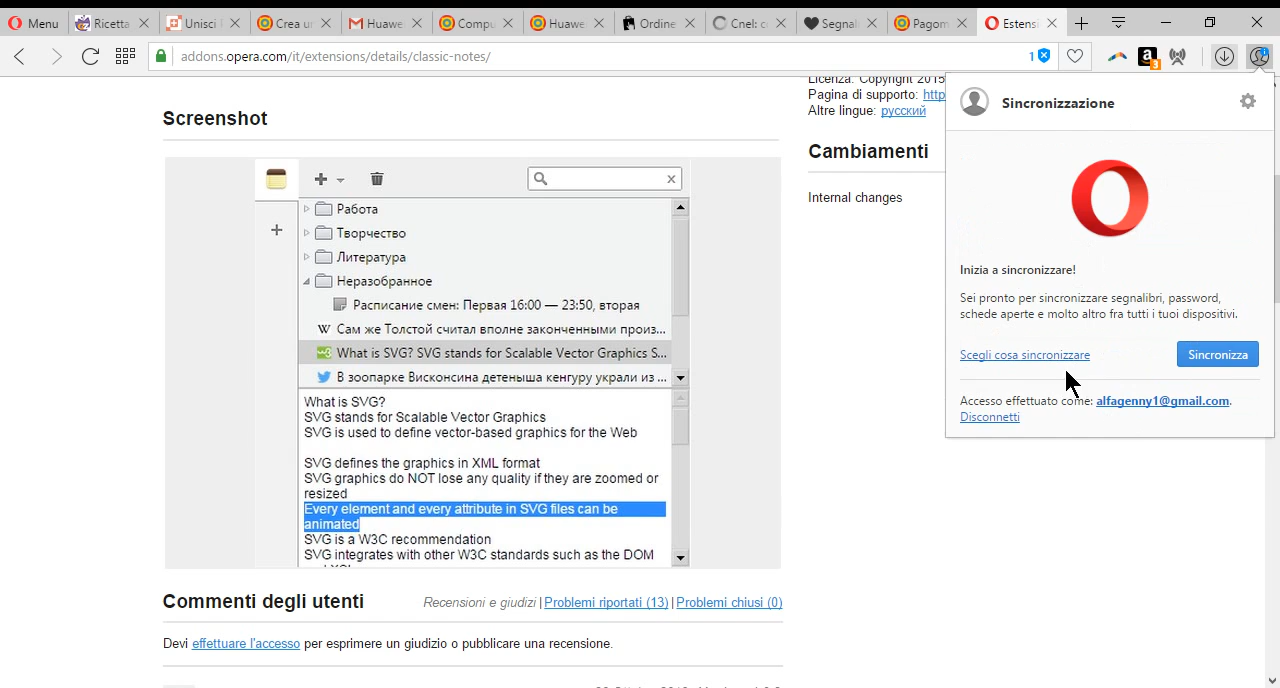 Menu
Ricetta
Unisci F
Crea un
Huawe
Compu
Huawe
Ordine
Cnel: c
Segnal
Pagom
Estensi
addons.opera.com/it/extensions/details/classic-notes/
1
a
3
Screenshot
Работа
Творчество
Литература
Неразобранное
Расписание смен: Первая 16:00 — 23:50, вторая
W Сам же Толстой считал вполне законченными произ...
What is SVG? SVG stands for Scalable Vector Graphics S...
В зоопарке Висконсина детеныша кенгуру украли из ...
What is SVG?
SVG stands for Scalable Vector Graphics
SVG is used to define vector-based graphics for the Web
SVG defines the graphics in XML format
SVG graphics do NOT lose any quality if they are zoomed or
resized
Every element and every attribute in SVG files can be
animated
SVG is a W3C recommendation
SVG integrates with other W3C standards such as the DOM
Commenti degli utenti
Recensioni e giudizi | Problemi riportati (13) | Problemi chiusi (0)
Devi effettuare l'accesso per esprimere un giudizio o pubblicare una recensione.
Licenza: Copyright 2015
Pagina di supporto: http
Altre lingue: русский
Cambiamenti
Internal changes
Sincronizzazione
Inizia a sincronizzare!
Sei pronto per sincronizzare segnalibri, password,
schede aperte e molto altro fra tutti i tuoi dispositivi.
Scegli cosa sincronizzare
Sincronizza
Accesso effettuato come: alfagenny1@gmail.com.
Disconnetti